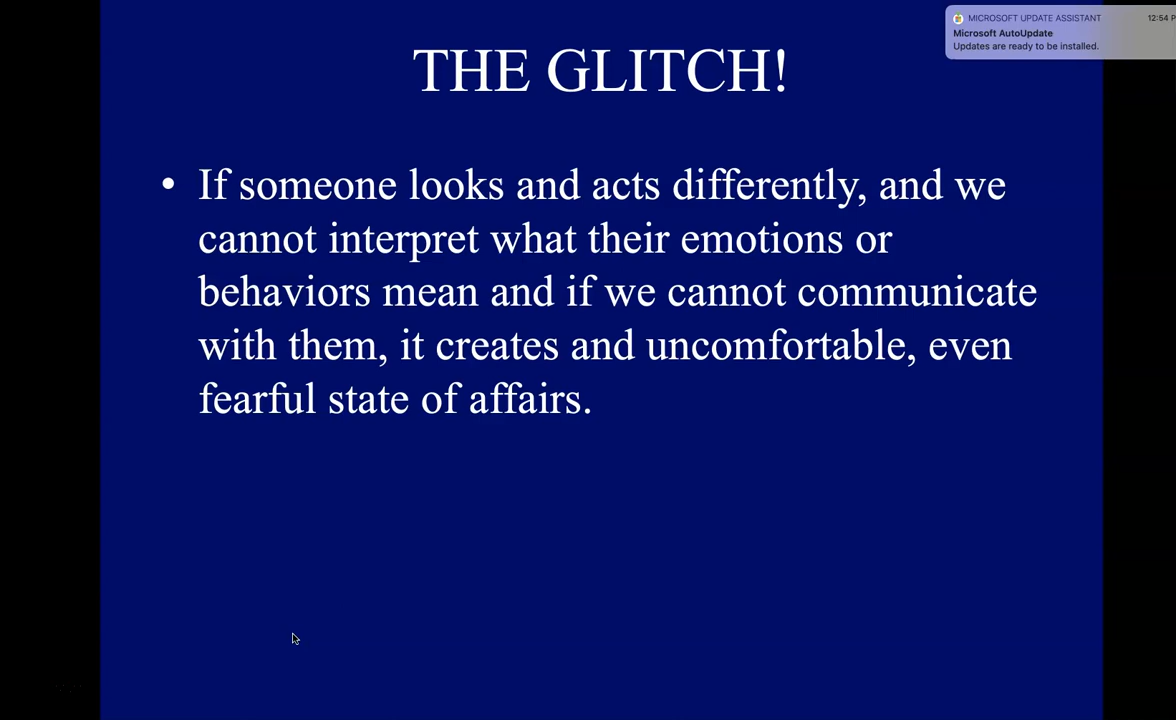 MICROSOFT UPDATE ASSISTANT
12:54
Microsoft AutoUpdate
Updates are ready to be installed.
THE GLITCH!
• If someone looks and acts differently, and we
cannot interpret what their emotions or
behaviors mean and if we cannot communicate
with them, it creates and uncomfortable, even
fearful state of affairs.